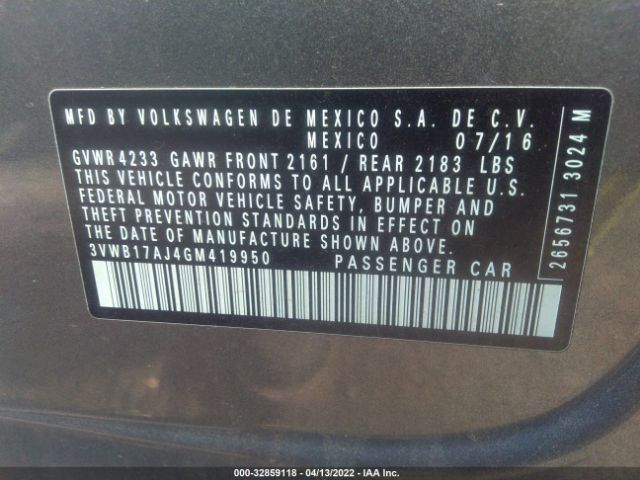 MFD BY VOLKSWAGEN DE MEXICO S.A. DE C.V.
MEXICO 07/16
GVWR 4233 GAWR FRONT 2161 / REAR 2183 LBS
THIS VEHICLE CONFORMS TO ALL APPLICABLE U.S.
FEDERAL MOTOR VEHICLE SAFETY, BUMPER AND
THEFT PREVENTION STANDARDS IN EFFECT ON
THE DATE OF MANUFACTURE SHOWN ABOVE.
3VWB17AJ4GM419950 PASSENGER CAR
2656731 3024 M
000-32859118 - 04/13/2022 - IAA Inc.